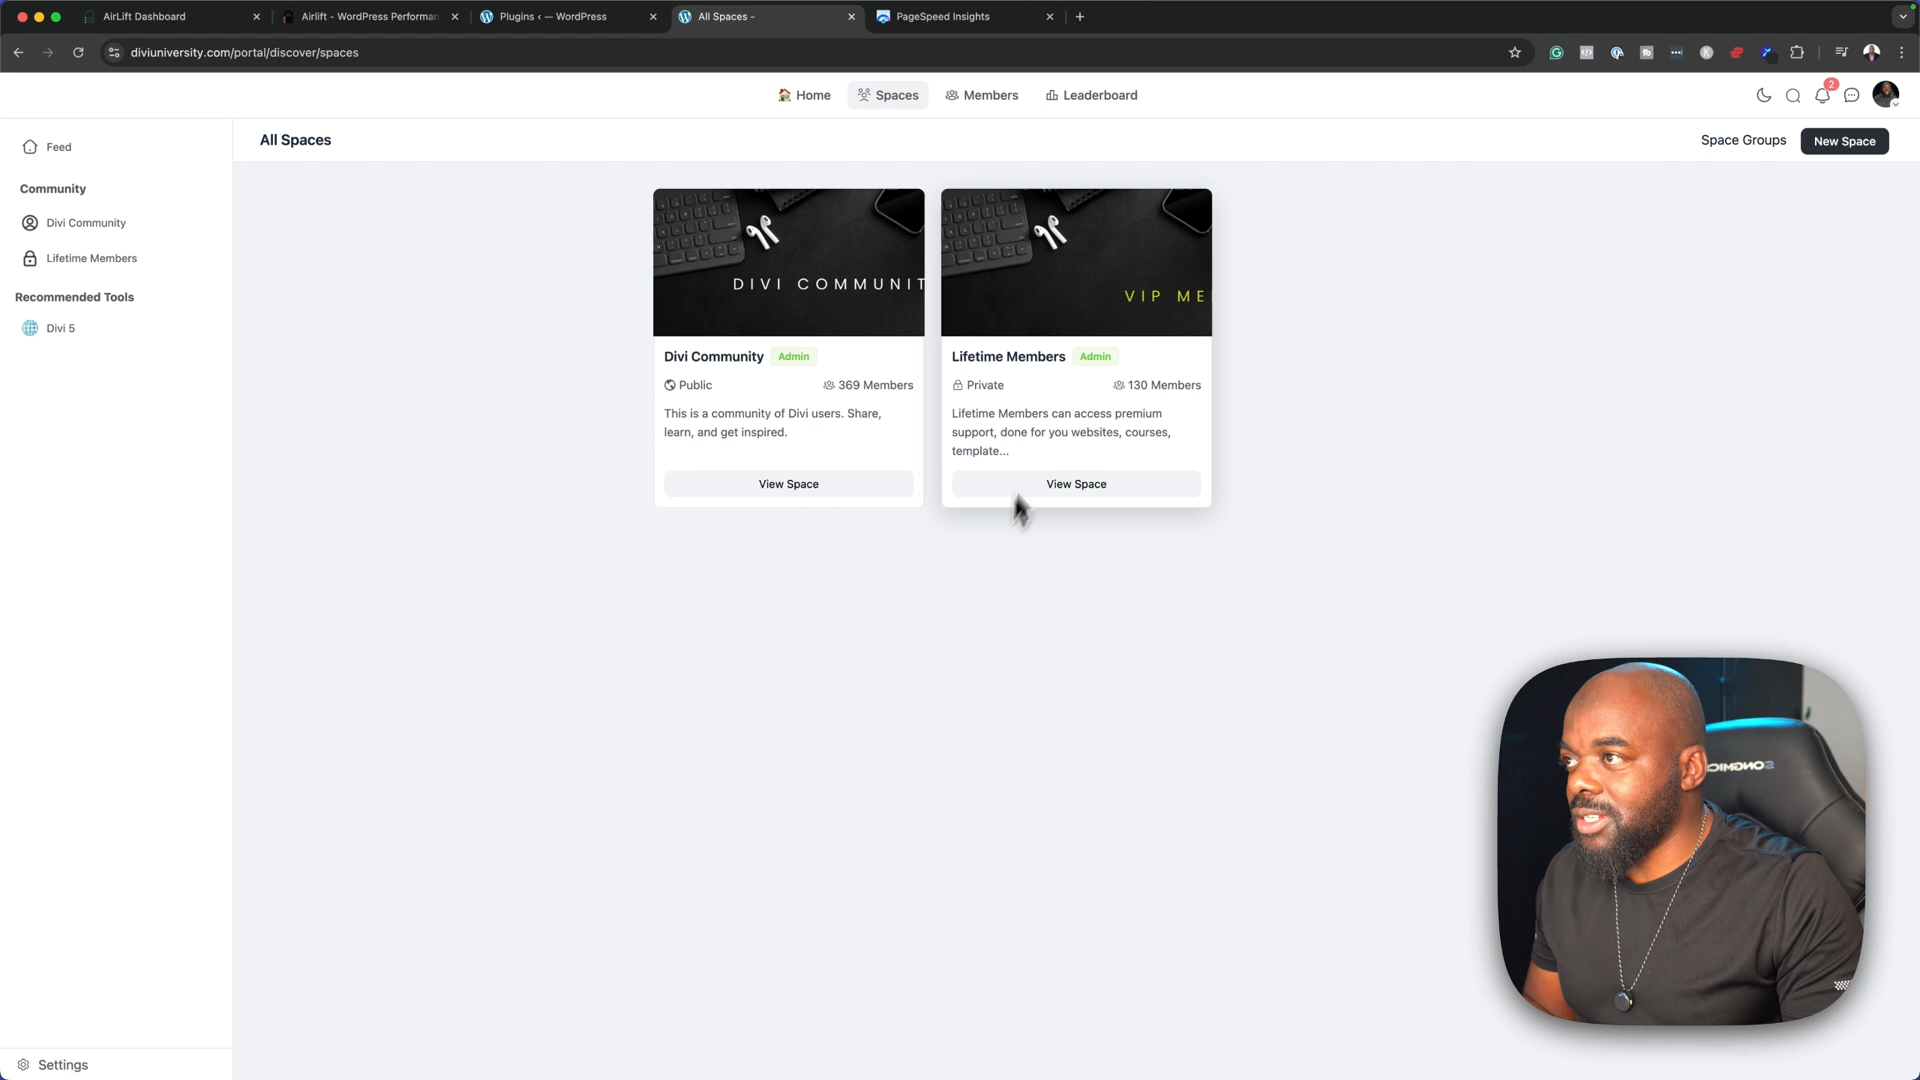 AirLift Dashboard
Airlift - WordPress Performan
Plugins ‹ — WordPress
All Spaces -
PageSpeed Insights
diviuniversity.com/portal/discover/spaces
Home
Spaces
Members
Leaderboard
2
Feed
All Spaces
Space Groups
New Space
Community
Divi Community
Lifetime Members
Recommended Tools
Divi 5
DIVI COMMUNIT
VIP ME
Divi Community Admin
Public 369 Members
This is a community of Divi users. Share,
learn, and get inspired.
View Space
Lifetime Members Admin
Private 130 Members
Lifetime Members can access premium
support, done for you websites, courses,
template...
View Space
SONGMICS
Settings